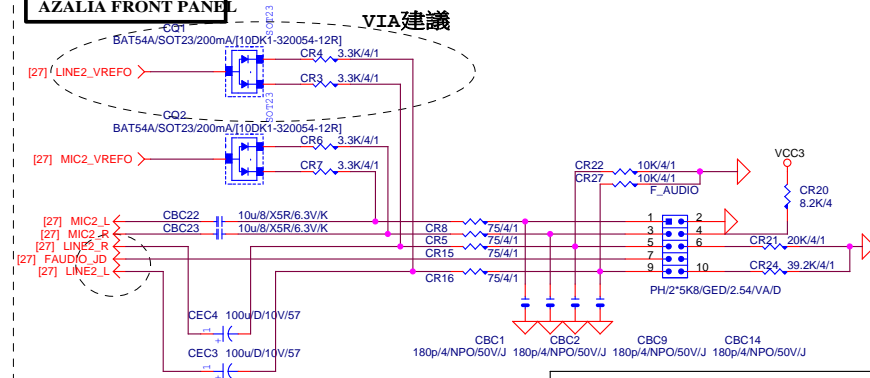 AZALIA FRONT PANEL
VIA建議
SOT23
CQ1
BAT54A/SOT23/200mA/[10DK1-320054-12R]
CR4 3.3K/4/1
[27] LINE2_VREFO
CR3 3.3K/4/1
SOT23
CQ2
BAT54A/SOT23/200mA/[10DK1-320054-12R]
CR6 3.3K/4/1
[27] MIC2_VREFO
CR7 3.3K/4/1
VCC3
CR22 10K/4/1
CR27 10K/4/1
F_AUDIO
CR20
8.2K/4
[27] MIC2_L CBC22 10u/8/X5R/6.3V/K
[27] MIC2_R CBC23 10u/8/X5R/6.3V/K
[27] LINE2_R
[27] FAUDIO_JD
[27] LINE2_L
CR8 75/4/1
CR5 75/4/1
CR15 75/4/1
CR16 75/4/1
1 2
3 4
5 6
7
9 10
CR21 20K/4/1
CR24 39.2K/4/1
PH/2*5K8/GED/2.54/VA/D
CEC4 100u/D/10V/57
1
+
CEC3 100u/D/10V/57
1
+
CBC1 CBC2 CBC9 CBC14
180p/4/NPO/50V/J 180p/4/NPO/50V/J 180p/4/NPO/50V/J 180p/4/NPO/50V/J